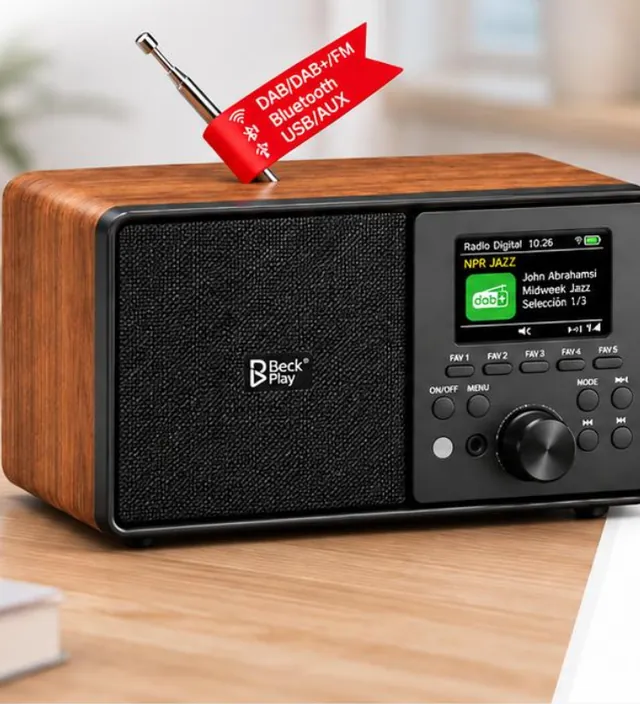 DAB/DAB+/FM
Bluetooth
USB/AUX
Radio Digital 10:26
NPR JAZZ
dab+
John Abrahamsi
Midweek Jazz
Selección 1/3
Beck®
Play
FAV 1 FAV 2 FAV 3 FAV 4 FAV 5
ON/OFF MENU MODE